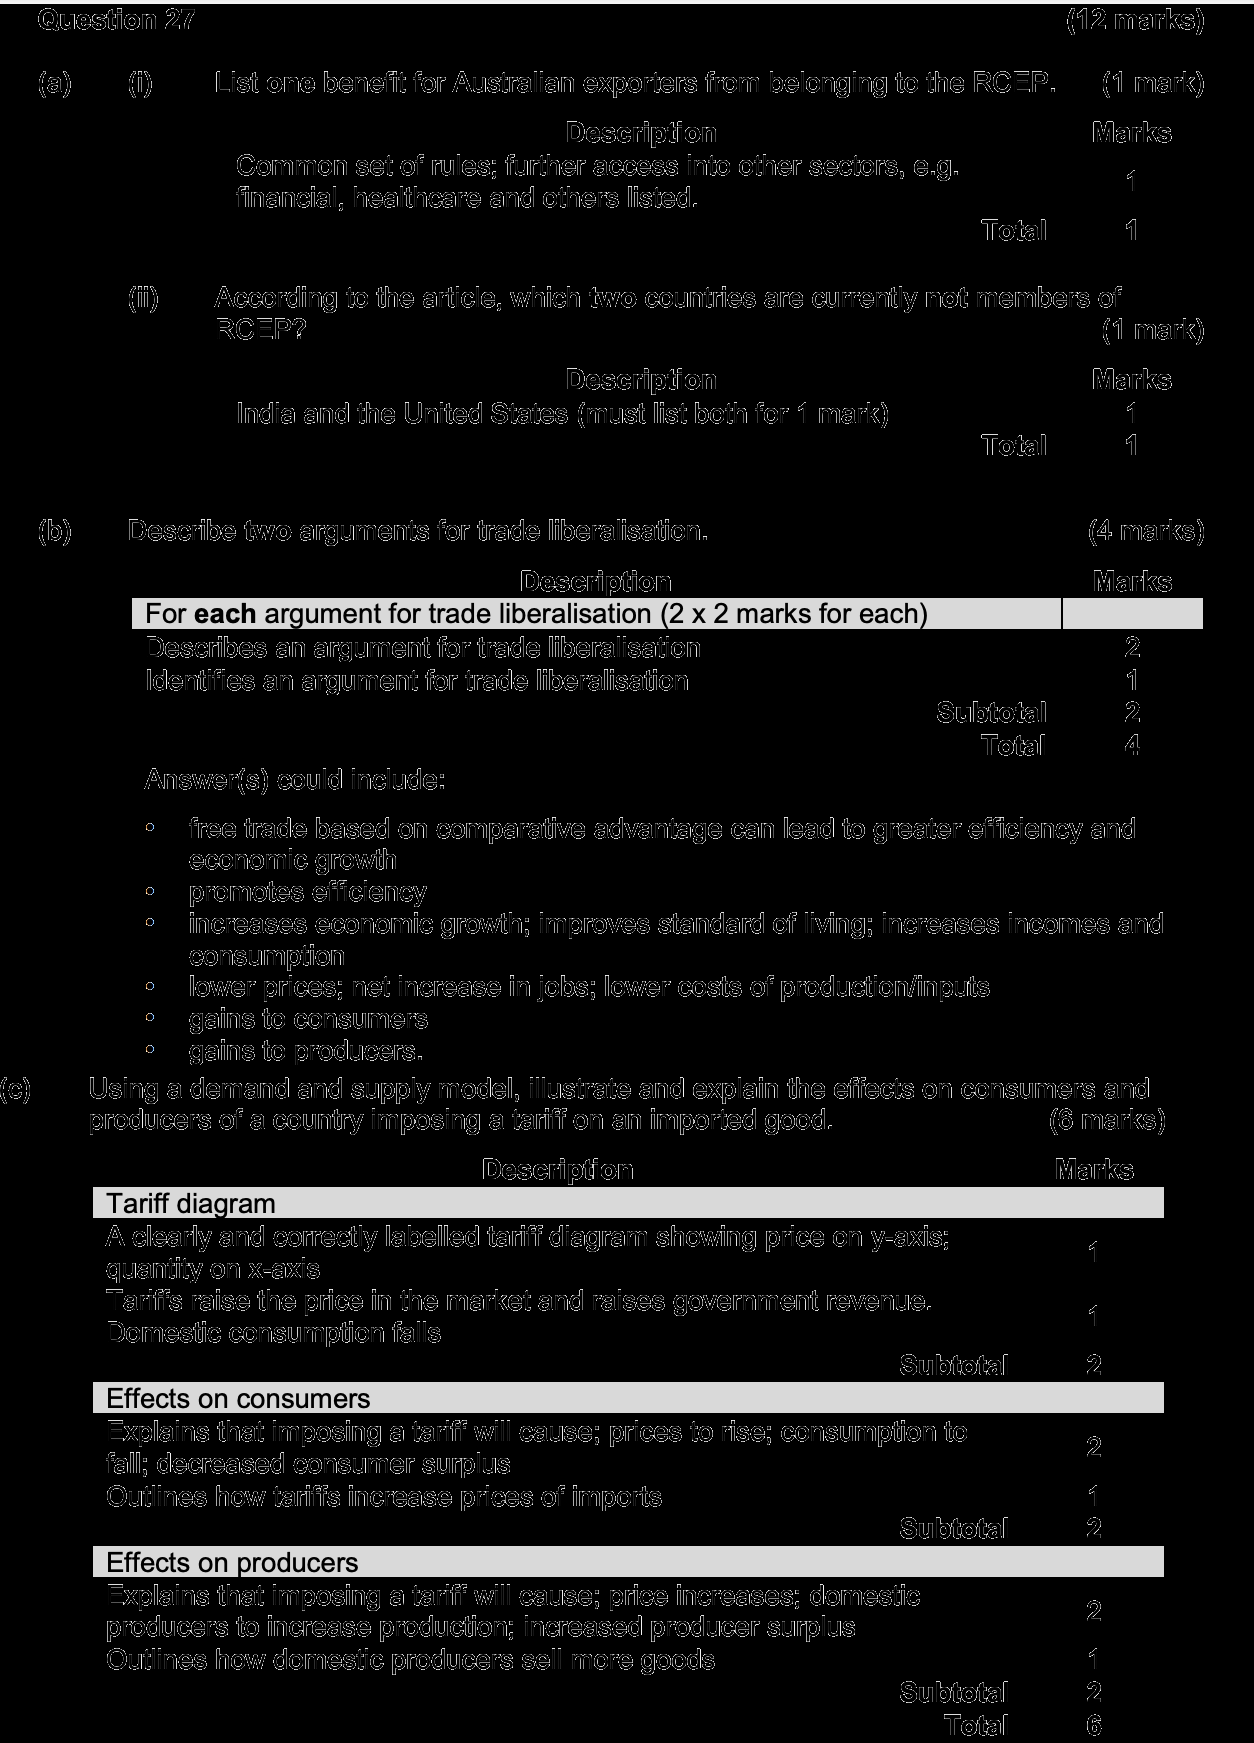 Question 27 (12 marks)
(a) (i) List one benefit for Australian exporters from belonging to the RCEP. (1 mark)
Description Marks
Common set of rules; further access into other sectors, e.g.
financial, healthcare and others listed.
1
Total 1
(ii) According to the article, which two countries are currently not members of
RCEP? (1 mark)
Description Marks
India and the United States (must list both for 1 mark) 1
Total 1
(b) Describe two arguments for trade liberalisation. (4 marks)
Description Marks
For each argument for trade liberalisation (2 x 2 marks for each)
Describes an argument for trade liberalisation 2
Identifies an argument for trade liberalisation 1
Subtotal 2
Total 4
Answer(s) could include:
• free trade based on comparative advantage can lead to greater efficiency and
economic growth
• promotes efficiency
• increases economic growth; improves standard of living; increases incomes and
consumption
• lower prices; net increase in jobs; lower costs of production/inputs
• gains to consumers
• gains to producers.
(c) Using a demand and supply model, illustrate and explain the effects on consumers and
producers of a country imposing a tariff on an imported good. (6 marks)
Description Marks
Tariff diagram
A clearly and correctly labelled tariff diagram showing price on y-axis;
quantity on x-axis
1
Tariffs raise the price in the market and raises government revenue.
Domestic consumption falls
1
Subtotal 2
Effects on consumers
Explains that imposing a tariff will cause; prices to rise; consumption to
fall; decreased consumer surplus
2
Outlines how tariffs increase prices of imports 1
Subtotal 2
Effects on producers
Explains that imposing a tariff will cause; price increases; domestic
producers to increase production; increased producer surplus
2
Outlines how domestic producers sell more goods 1
Subtotal 2
Total 6